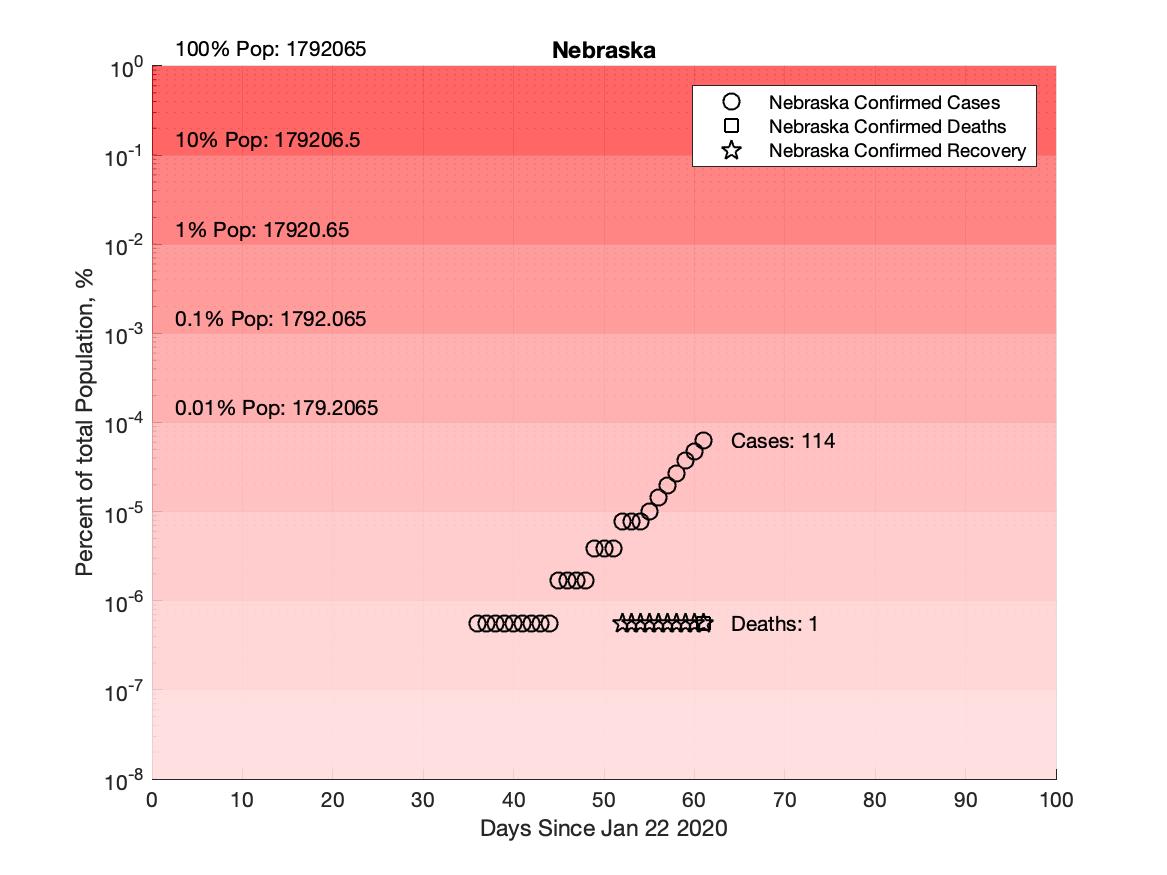 100% Pop: 1792065
Nebraska
10^0
Nebraska Confirmed Cases
Nebraska Confirmed Deaths
Nebraska Confirmed Recovery
10% Pop: 179206.5
10^-1
1% Pop: 17920.65
10^-2
0.1% Pop: 1792.065
10^-3
0.01% Pop: 179.2065
10^-4
Cases: 114
10^-5
10^-6
Deaths: 1
10^-7
10^-8
Percent of total Population, %
0 10 20 30 40 50 60 70 80 90 100
Days Since Jan 22 2020